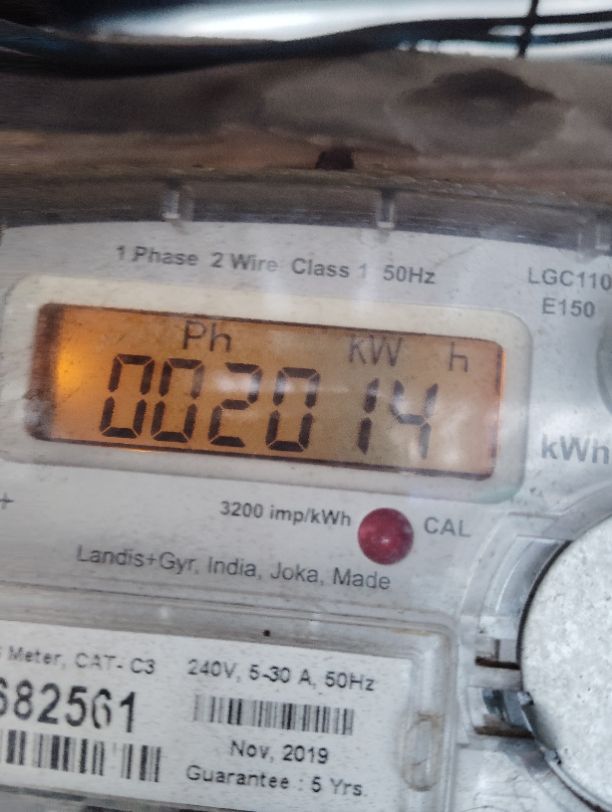 1 Phase 2 Wire Class 1 50Hz
LGC110
E150
Ph kW h
002014
kWh
3200 imp/kWh
CAL
Landis+Gyr, India, Joka, Made
Meter, CAT- C3
240V, 5-30 A, 50Hz
682561
Nov, 2019
Guarantee : 5 Yrs.